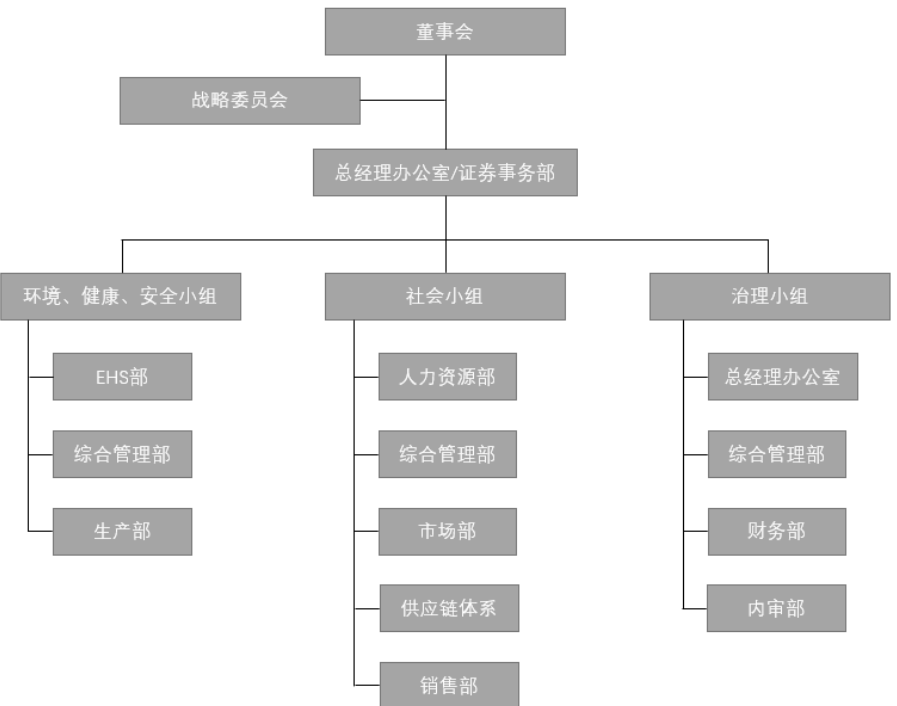 董事会
战略委员会
总经理办公室/证券事务部
环境、健康、安全小组
社会小组
治理小组
EHS部
人力资源部
总经理办公室
综合管理部
综合管理部
综合管理部
生产部
市场部
财务部
供应链体系
内审部
销售部